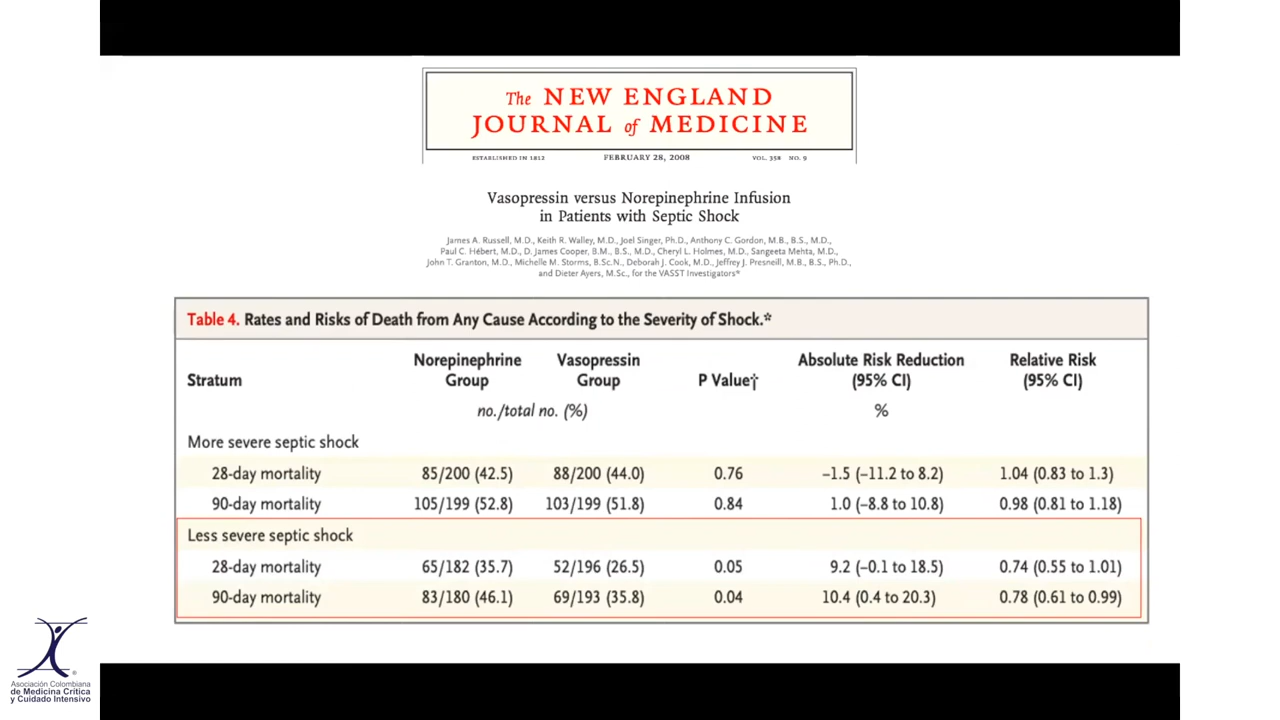 The NEW ENGLAND
JOURNAL of MEDICINE
ESTABLISHED IN 1812 FEBRUARY 28, 2008 VOL. 358 NO. 9
Vasopressin versus Norepinephrine Infusion
in Patients with Septic Shock
James A. Russell, M.D., Keith R. Walley, M.D., Joel Singer, Ph.D., Anthony C. Gordon, M.B., B.S., M.D.,
Paul C. Hébert, M.D., D. James Cooper, B.M., B.S., M.D., Cheryl L. Holmes, M.D., Sangeeta Mehta, M.D.,
John T. Granton, M.D., Michelle M. Storms, B.Sc.N., Deborah J. Cook, M.D., Jeffrey J. Presneill, M.B., B.S., Ph.D.,
and Dieter Ayers, M.Sc., for the VASST Investigators*
Table 4. Rates and Risks of Death from Any Cause According to the Severity of Shock.*
Stratum Norepinephrine Group Vasopressin Group P Value† Absolute Risk Reduction (95% CI) Relative Risk (95% CI)
no./total no. (%) %
More severe septic shock
28-day mortality 85/200 (42.5) 88/200 (44.0) 0.76 −1.5 (−11.2 to 8.2) 1.04 (0.83 to 1.3)
90-day mortality 105/199 (52.8) 103/199 (51.8) 0.84 1.0 (−8.8 to 10.8) 0.98 (0.81 to 1.18)
Less severe septic shock
28-day mortality 65/182 (35.7) 52/196 (26.5) 0.05 9.2 (−0.1 to 18.5) 0.74 (0.55 to 1.01)
90-day mortality 83/180 (46.1) 69/193 (35.8) 0.04 10.4 (0.4 to 20.3) 0.78 (0.61 to 0.99)
®
Asociación Colombiana
de Medicina Crítica
y Cuidado Intensivo